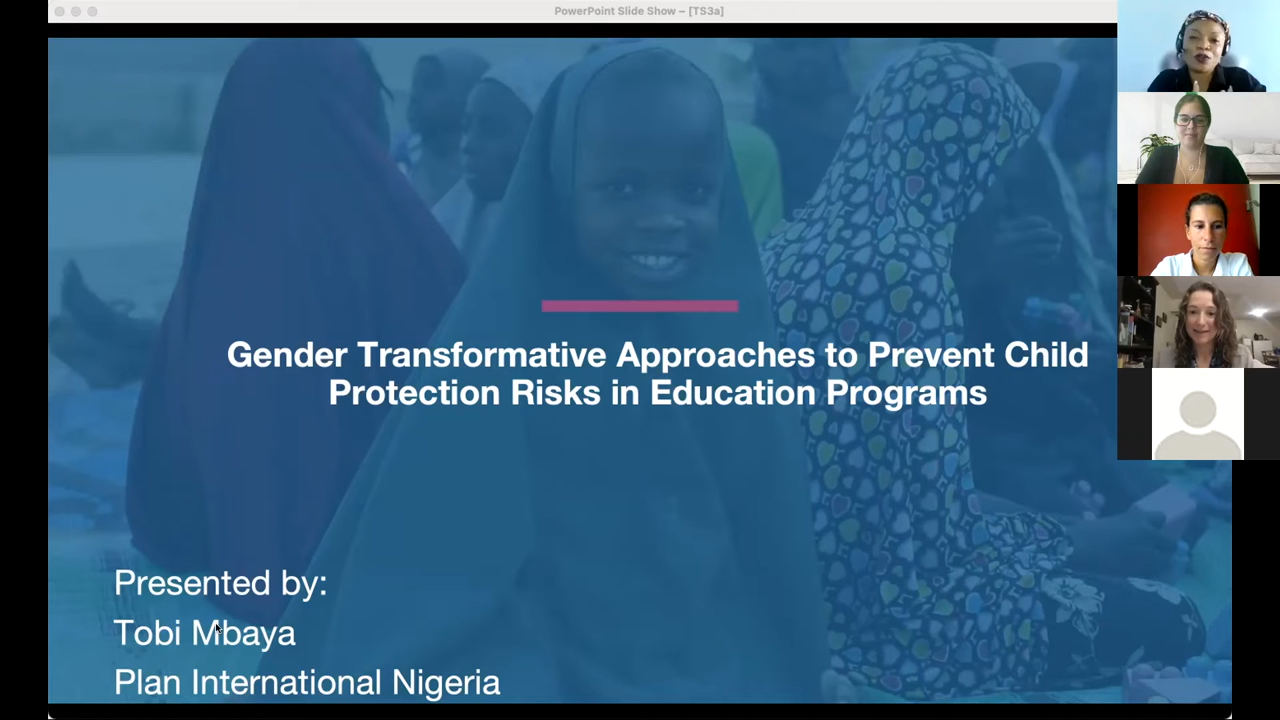 PowerPoint Slide Show – [TS3a]
Gender Transformative Approaches to Prevent Child
Protection Risks in Education Programs
Presented by:
Tobi Mbaya
Plan International Nigeria